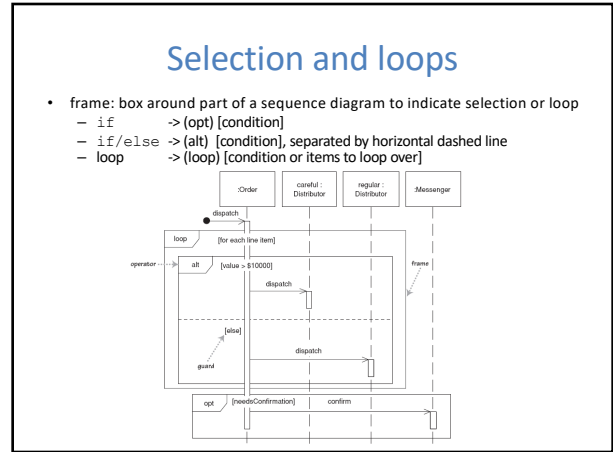 Selection and loops
• frame: box around part of a sequence diagram to indicate selection or loop
– if -> (opt) [condition]
– if/else -> (alt) [condition], separated by horizontal dashed line
– loop -> (loop) [condition or items to loop over]
:Order
careful :
Distributor
regular :
Distributor
:Messenger
dispatch
loop
[for each line item]
operator
alt
[value > $10000]
frame
dispatch
[else]
dispatch
guard
opt
[needsConfirmation]
confirm